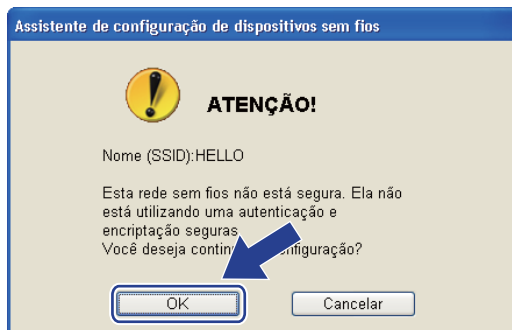 Assistente de configuração de dispositivos sem fios
ATENÇÃO!
Nome (SSID):HELLO
Esta rede sem fios não está segura. Ela não
está utilizando uma autenticação e
encriptação seguras
Você deseja configuração?
OK
Cancelar